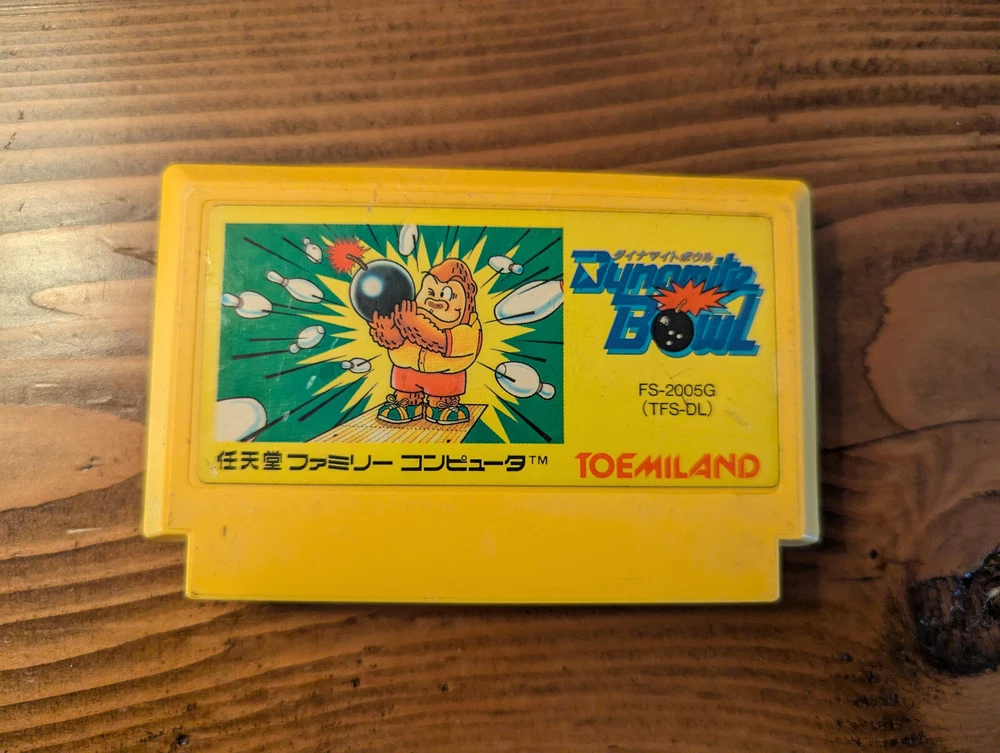 ダイナマイトボウル
Dynamite
Bowl
FS-2005G
(TFS-DL)
任天堂 ファミリー コンピュータ™
TOEMILAND